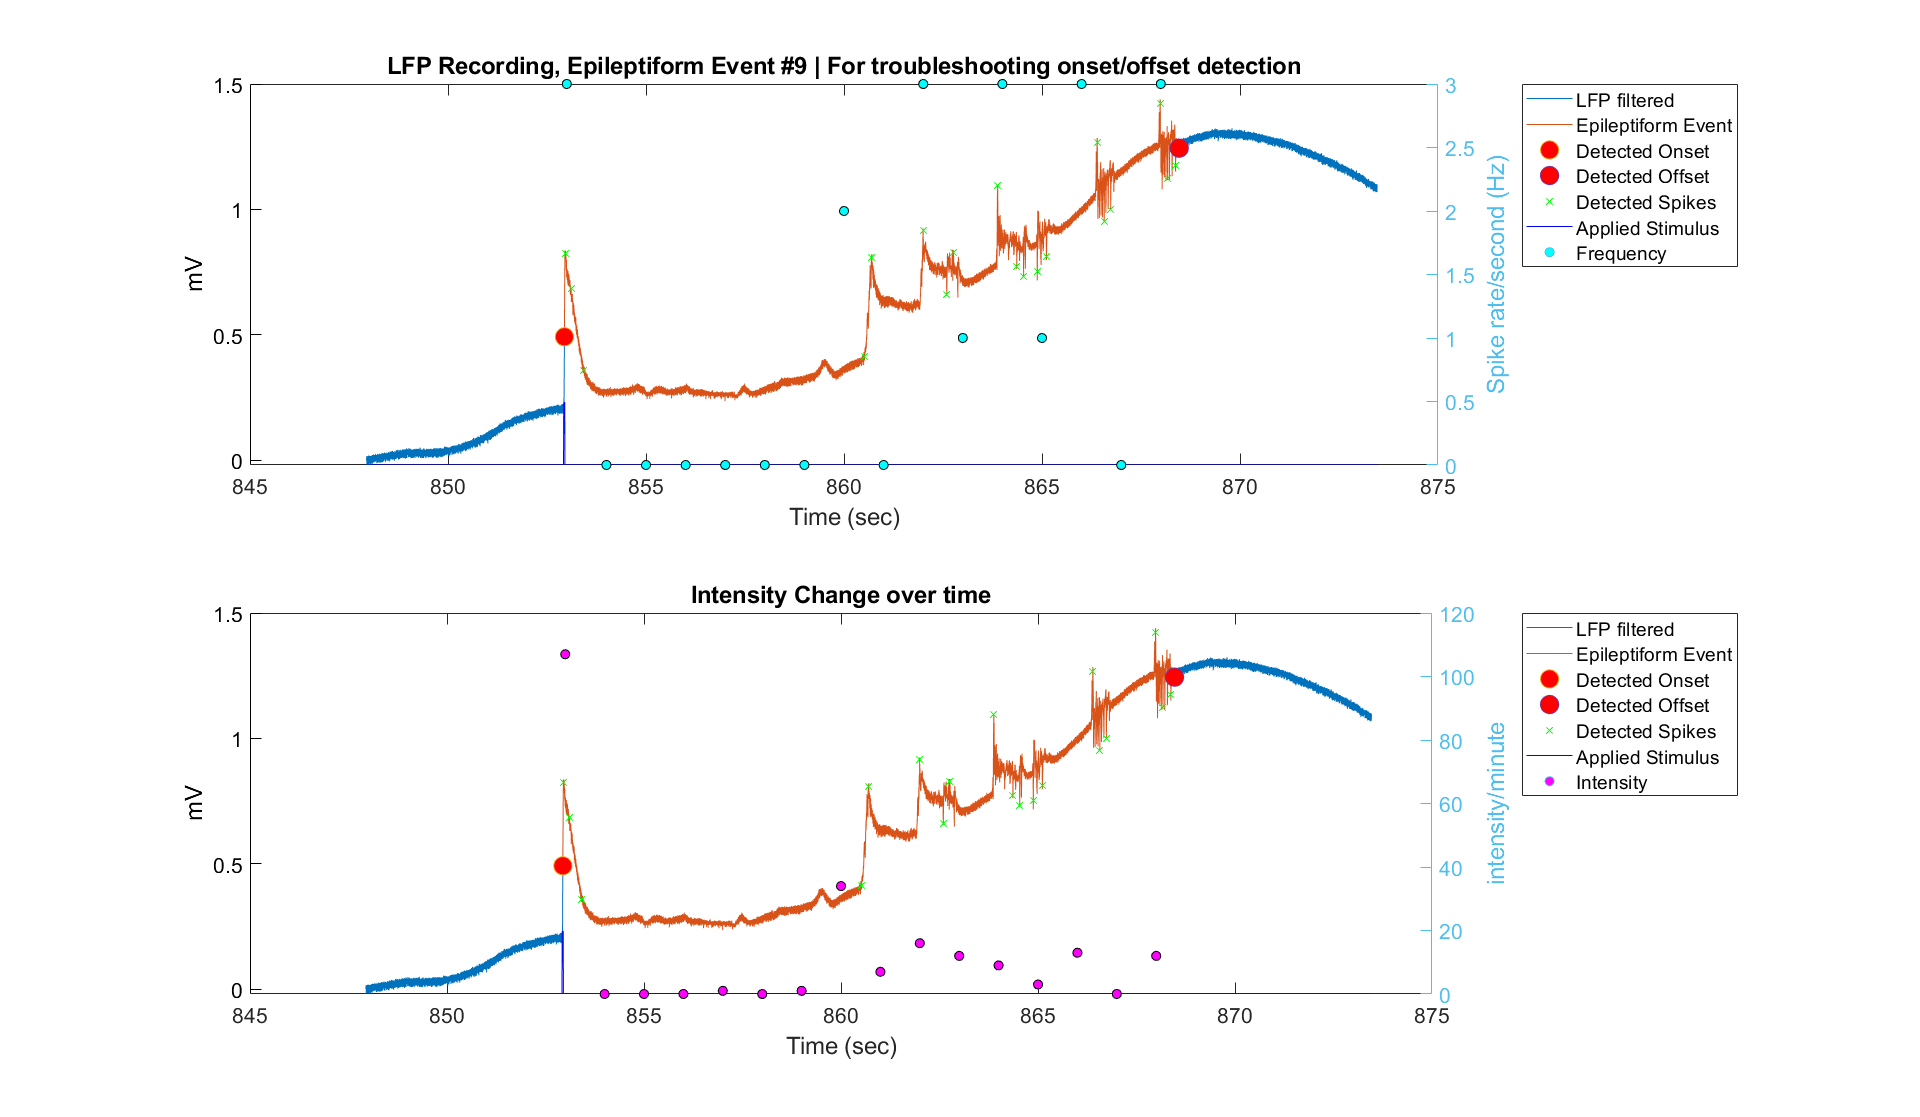 LFP Recording, Epileptiform Event #9 | For troubleshooting onset/offset detection
1.5
1
0.5
0
mV
845
850
855
860
865
870
875
Time (sec)
3
2.5
2
1.5
1
0.5
0
Spike rate/second (Hz)
LFP filtered
Epileptiform Event
Detected Onset
Detected Offset
Detected Spikes
Applied Stimulus
Frequency
Intensity Change over time
1.5
1
0.5
0
mV
845
850
855
860
865
870
875
Time (sec)
120
100
80
60
40
20
0
intensity/minute
LFP filtered
Epileptiform Event
Detected Onset
Detected Offset
Detected Spikes
Applied Stimulus
Intensity